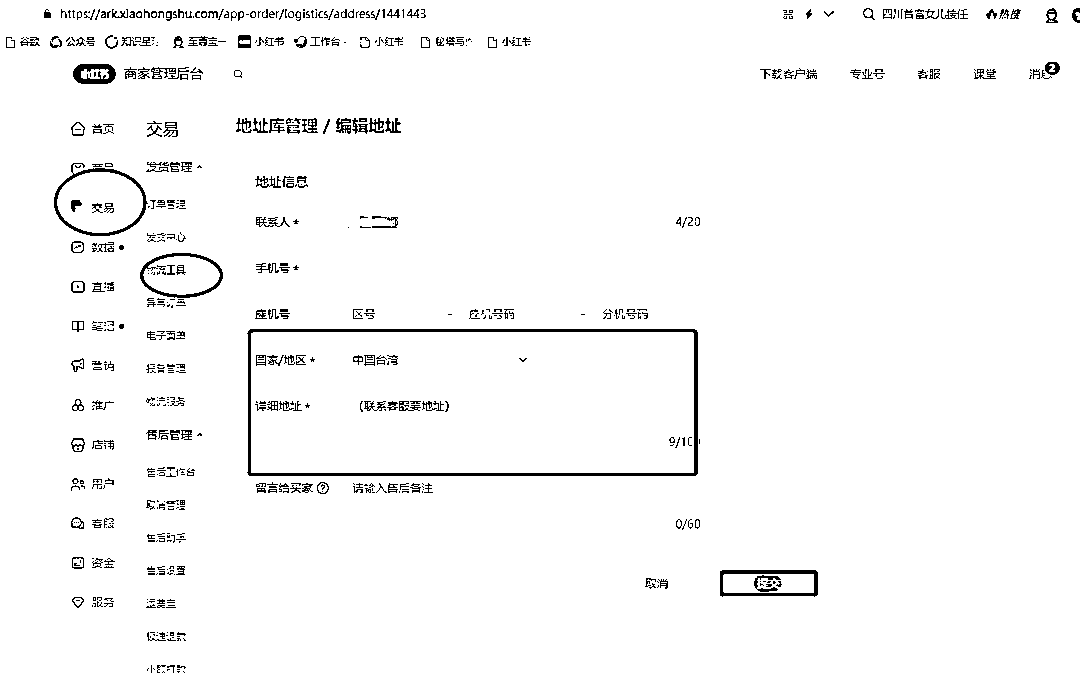 https://ark.xiaohongshu.com/app-order/logistics/address/1441443
四川首富女儿接任
热搜
谷歌 公众号 知识星 至尊宝一 小红书 工作台 · 小红书 秘塔写 小红书
小红书 商家管理后台
下载客户端 专业号 客服 课堂 消息 2
首页
商品
交易
数据
直播
笔记
营销
推广
店铺
用户
客服
资金
服务
交易
发货管理
订单管理
发货中心
物流工具
异常订单
电子面单
报备管理
物流服务
售后管理
售后工作台
取消管理
售后助手
售后设置
运费宝
极速退款
小额打款
地址库管理 / 编辑地址
地址信息
联系人 *
4/20
手机号 *
座机号 区号 - 座机号码 - 分机号码
国家/地区 * 中国台湾
详细地址 * （联系客服要地址）
9/10
留言给买家 请输入售后备注
0/60
取消 提交